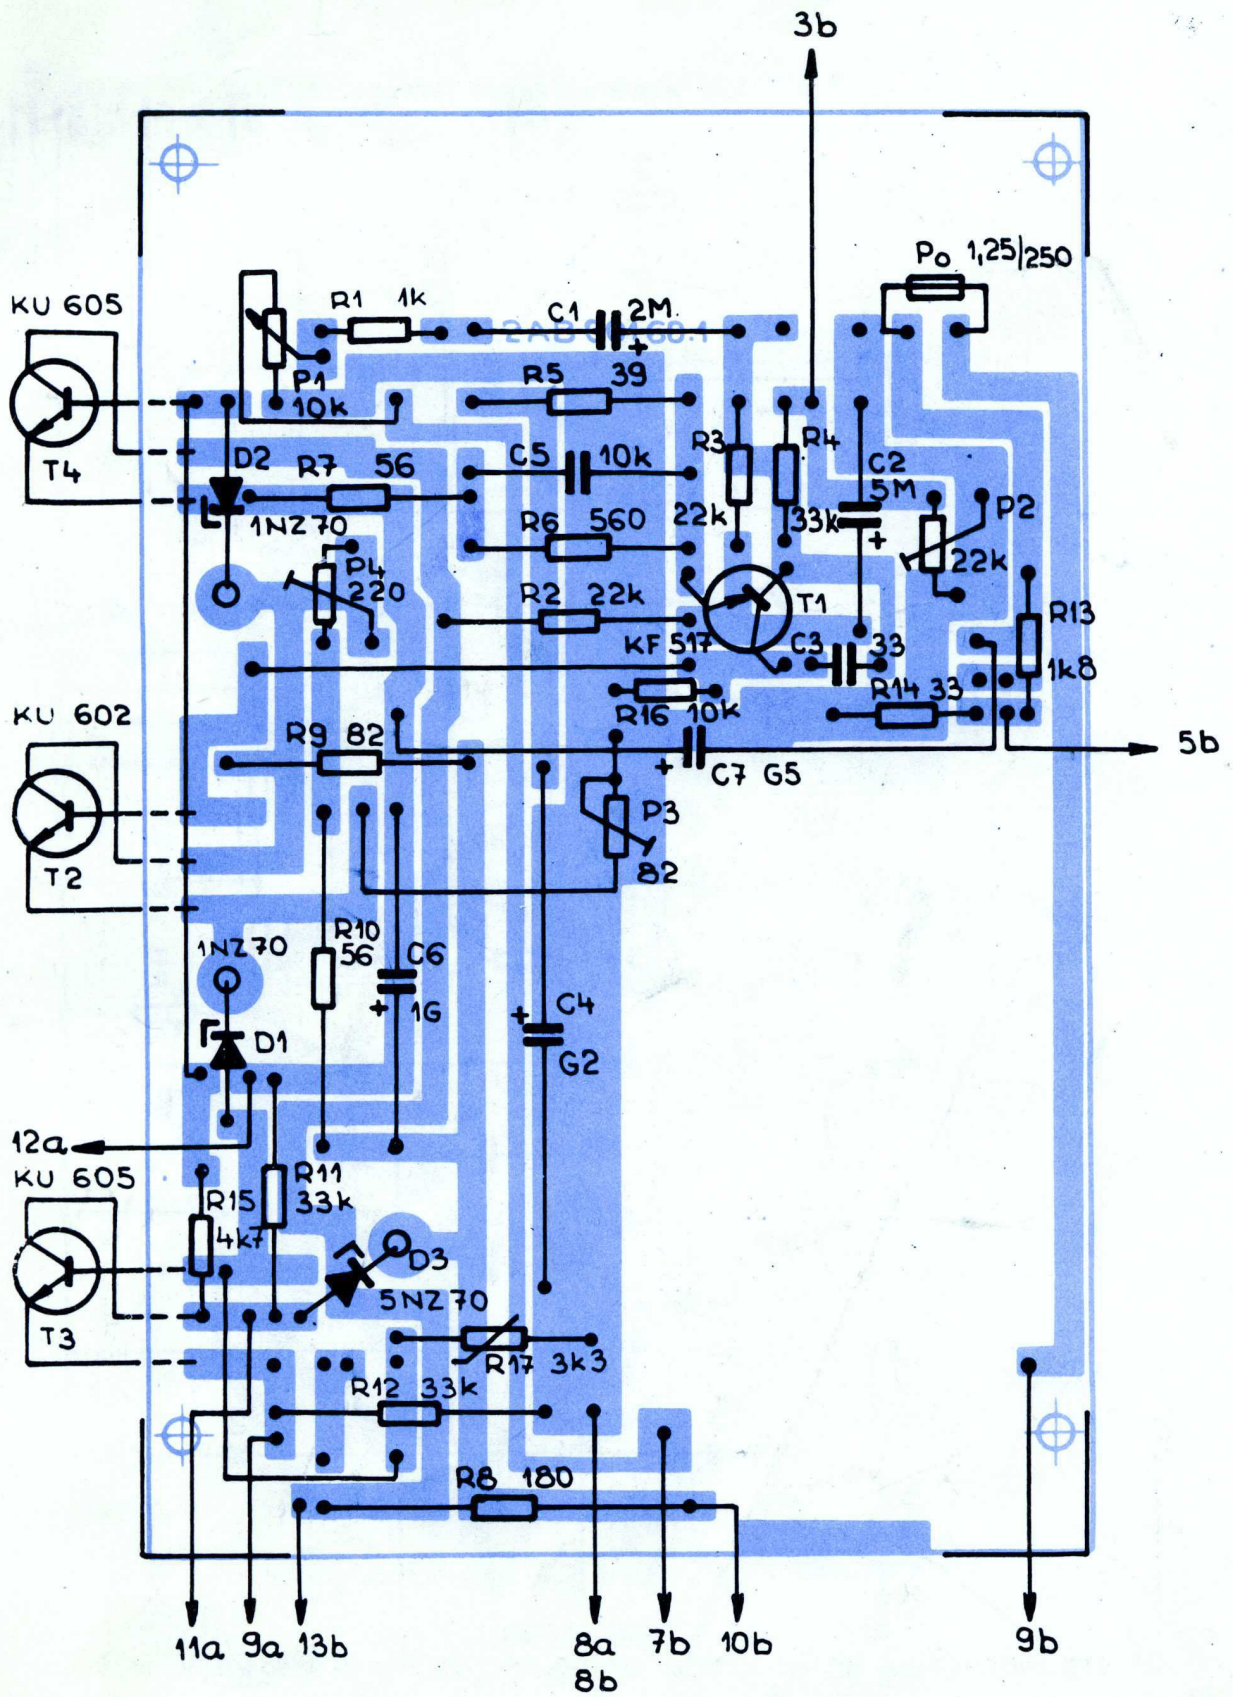 3b
Po 1,25/250
KU 605
R1 1k
C1 2M
+
2AB 00160.1
P1
10k
R5 39
T4
D2
R7 56
C5 10k
R3
R4
C2
5M
+
P2
1NZ70
R6 560
22k
33k
22k
P4
220
R2 22k
T1
R13
KF 517
C3 33
1k8
R16 10k
R14 33
KU 602
R9 82
+
C7 G5
5b
P3
82
T2
1NZ70
R10
56
C6
+
1G
+
C4
G2
D1
12a
KU 605
R15
4k7
R11
33k
D3
5NZ70
T3
R17 3k3
R12 33k
R8 180
11a 9a 13b 8a 7b 10b 9b
8b